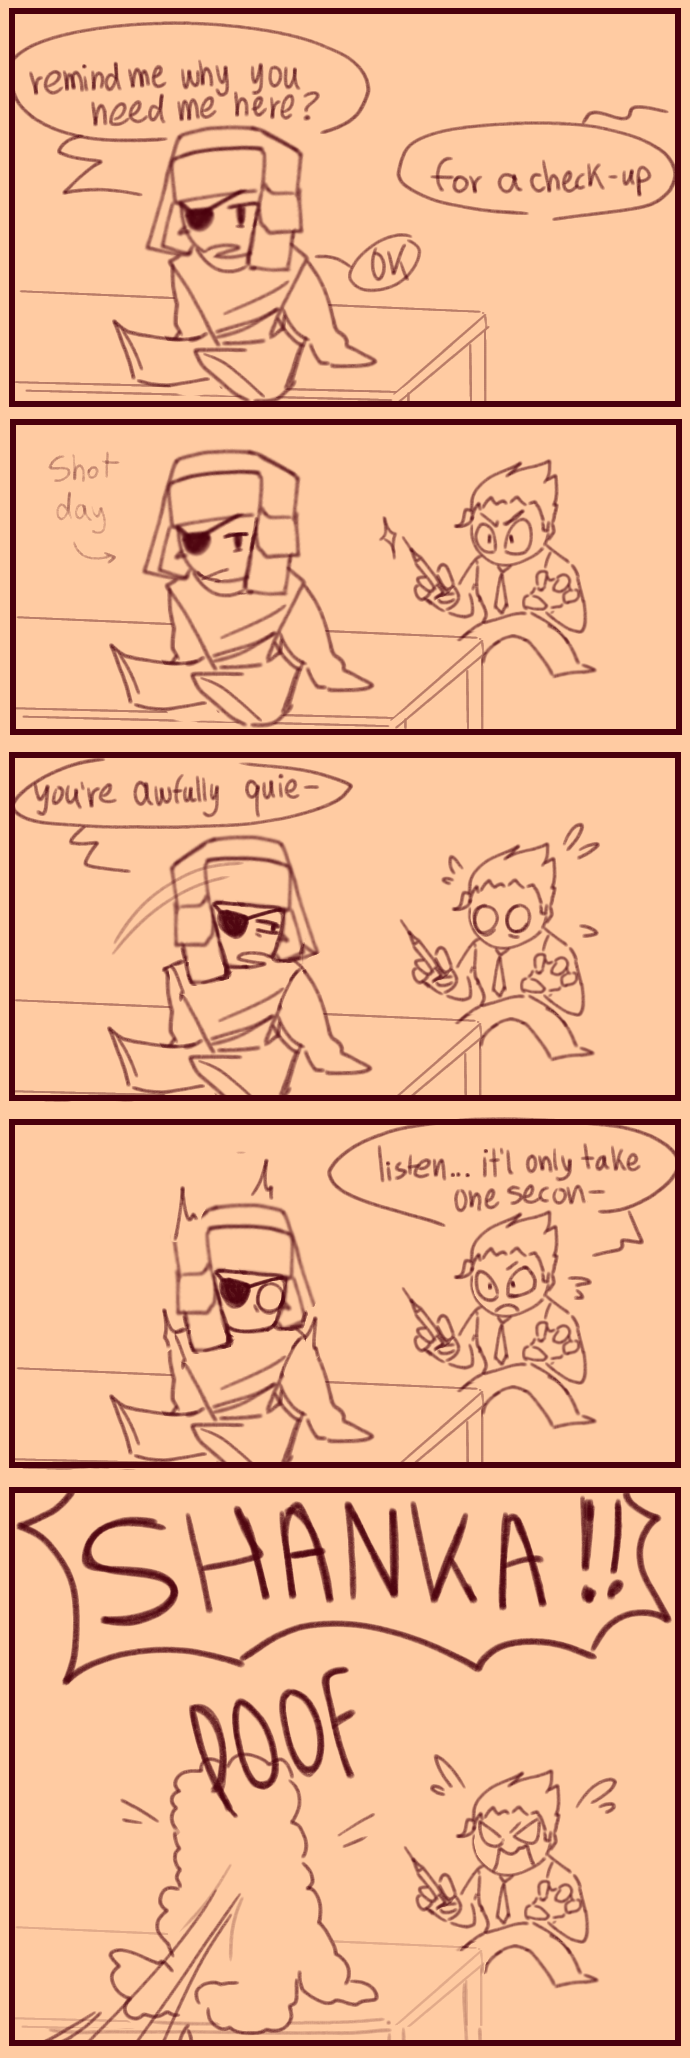 remind me why you
need me here?
for a check-up
OK
Shot
day
you're awfully quie-
listen... it'l only take
one secon-
SHANKA!!
POOF